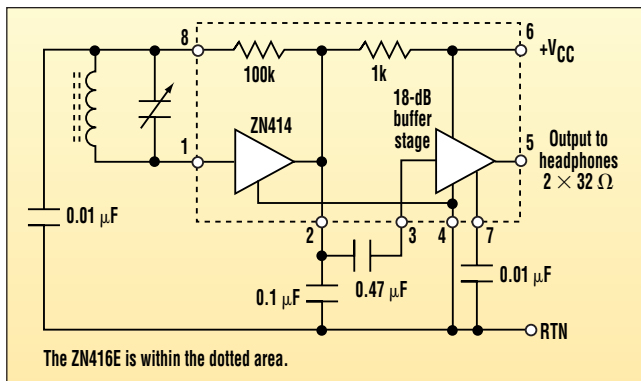 8
6
+VCC
100k
1k
ZN414
18-dB
buffer
stage
1
5
Output to
headphones
2 × 32 Ω
0.01 µF
2
3
4
7
0.1 µF
0.47 µF
0.01 µF
RTN
The ZN416E is within the dotted area.